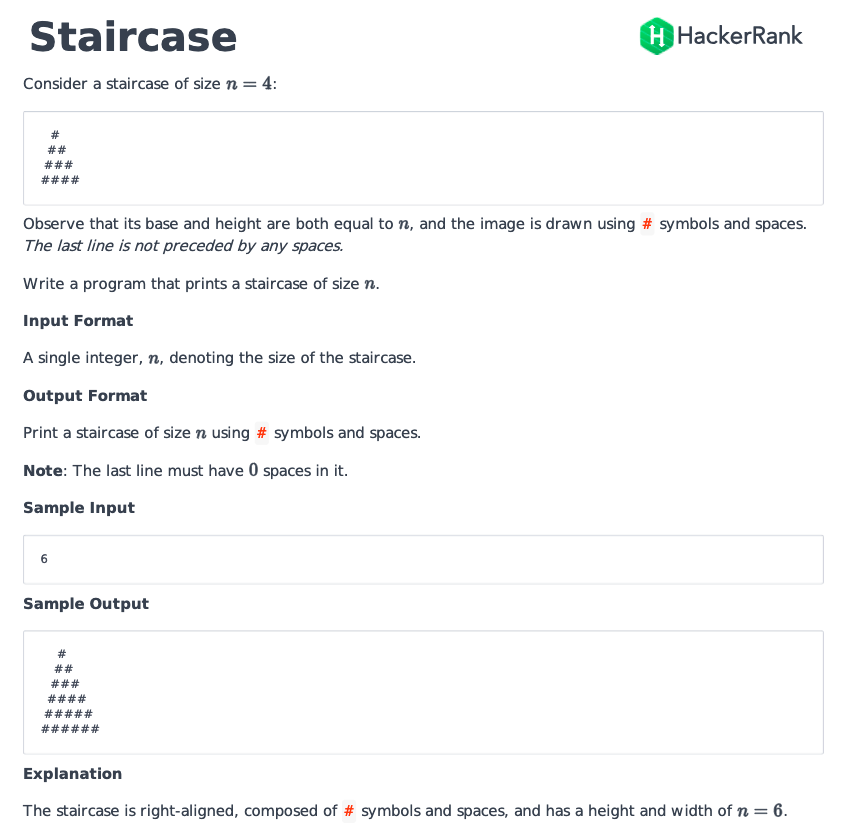 Staircase
HackerRank
Consider a staircase of size n = 4:
   #
  ##
 ###
####
Observe that its base and height are both equal to n, and the image is drawn using # symbols and spaces.
The last line is not preceded by any spaces.
Write a program that prints a staircase of size n.
Input Format
A single integer, n, denoting the size of the staircase.
Output Format
Print a staircase of size n using # symbols and spaces.
Note: The last line must have 0 spaces in it.
Sample Input
6
Sample Output
     #
    ##
   ###
  ####
 #####
######
Explanation
The staircase is right-aligned, composed of # symbols and spaces, and has a height and width of n = 6.